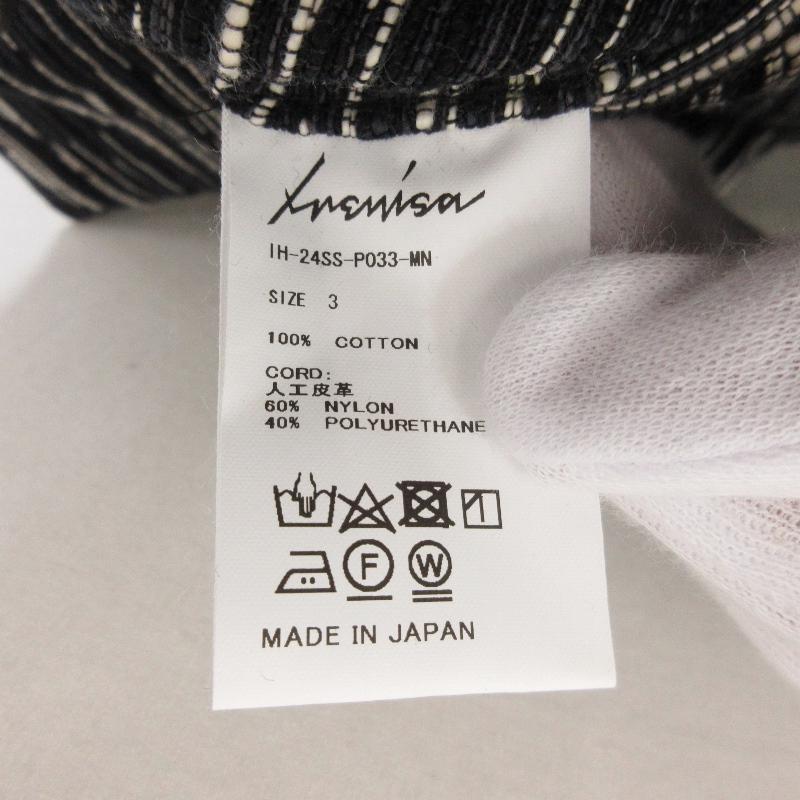 Irenisa
IH-24SS-P033-MN
SIZE 3
100% COTTON
CORD:
人工皮革
60% NYLON
40% POLYURETHANE
F W
MADE IN JAPAN